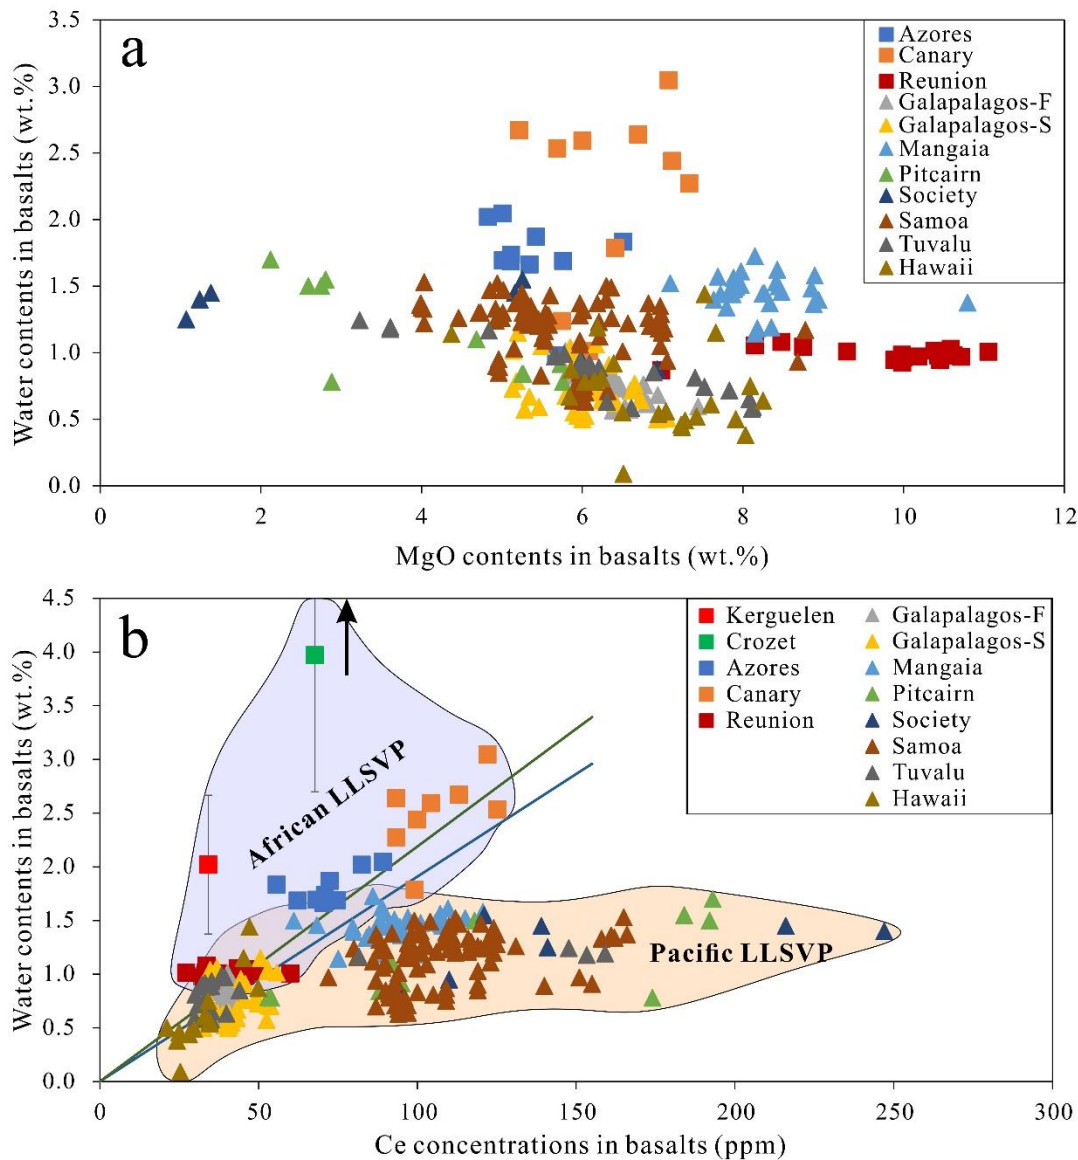 a
3.5
3.0
2.5
2.0
1.5
1.0
0.5
0.0
Water contents in basalts (wt.%)
Azores
Canary
Reunion
Galapalagos-F
Galapalagos-S
Mangaia
Pitcairn
Society
Samoa
Tuvalu
Hawaii
0 2 4 6 8 10 12
MgO contents in basalts (wt.%)
b
4.5
4.0
3.5
3.0
2.5
2.0
1.5
1.0
0.5
0.0
Water contents in basalts (wt.%)
Kerguelen
Crozet
Azores
Canary
Reunion
Galapalagos-F
Galapalagos-S
Mangaia
Pitcairn
Society
Samoa
Tuvalu
Hawaii
African LLSVP
Pacific LLSVP
0 50 100 150 200 250 300
Ce concentrations in basalts (ppm)